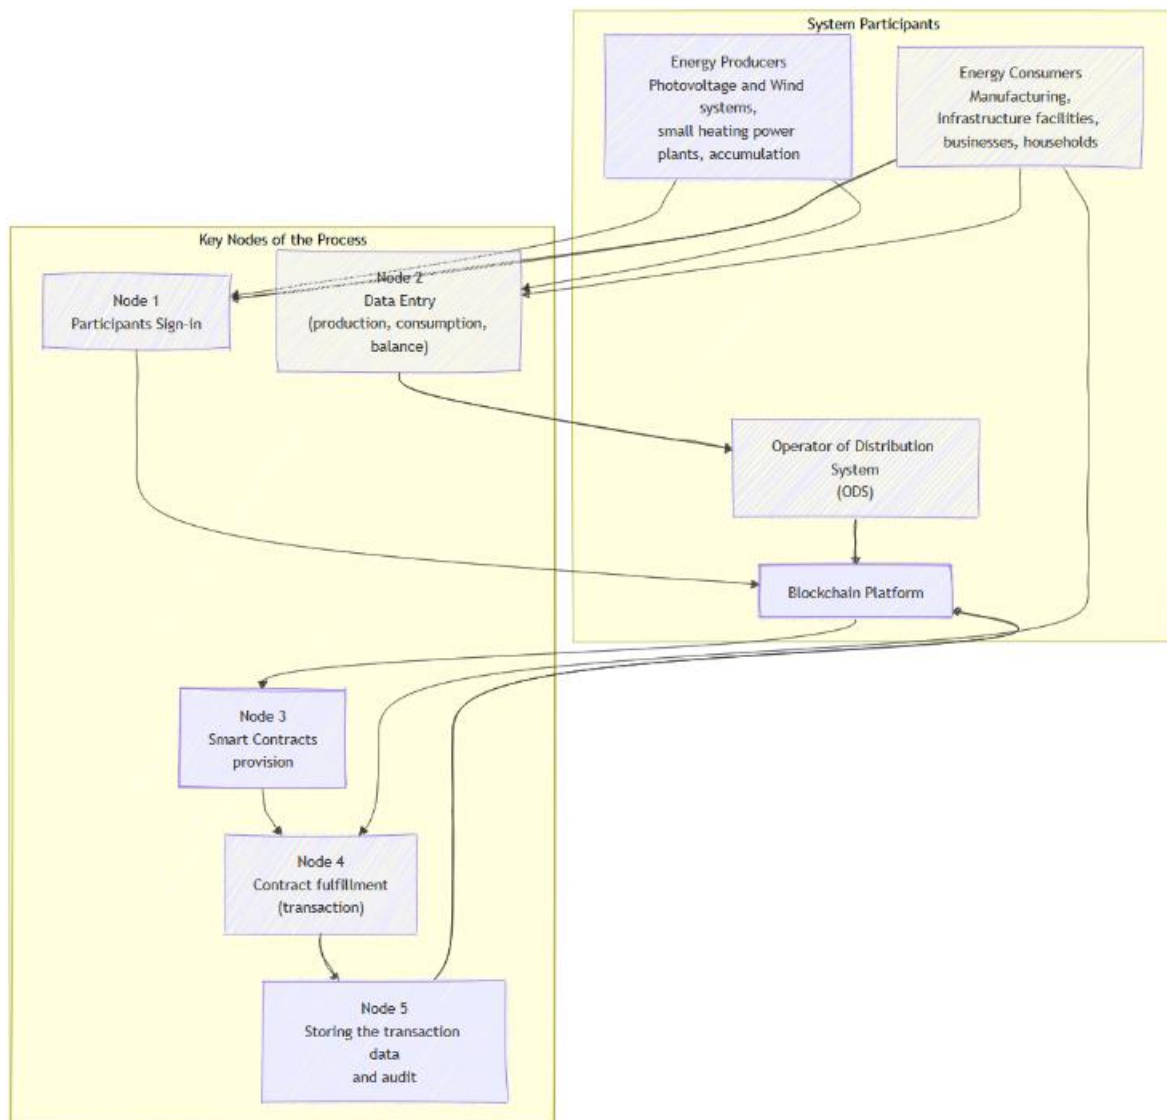 System Participants
Energy Producers
Photovoltage and Wind
systems,
small heating power
plants, accumulation
Energy Consumers
Manufacturing,
infrastructure facilities,
businesses, households
Key Nodes of the Process
Node 1
Participants Sign-in
Node 2
Data Entry
(production, consumption,
balance)
Operator of Distribution
System
(ODS)
Blockchain Platform
Node 3
Smart Contracts
provision
Node 4
Contract fulfillment
(transaction)
Node 5
Storing the transaction
data
and audit